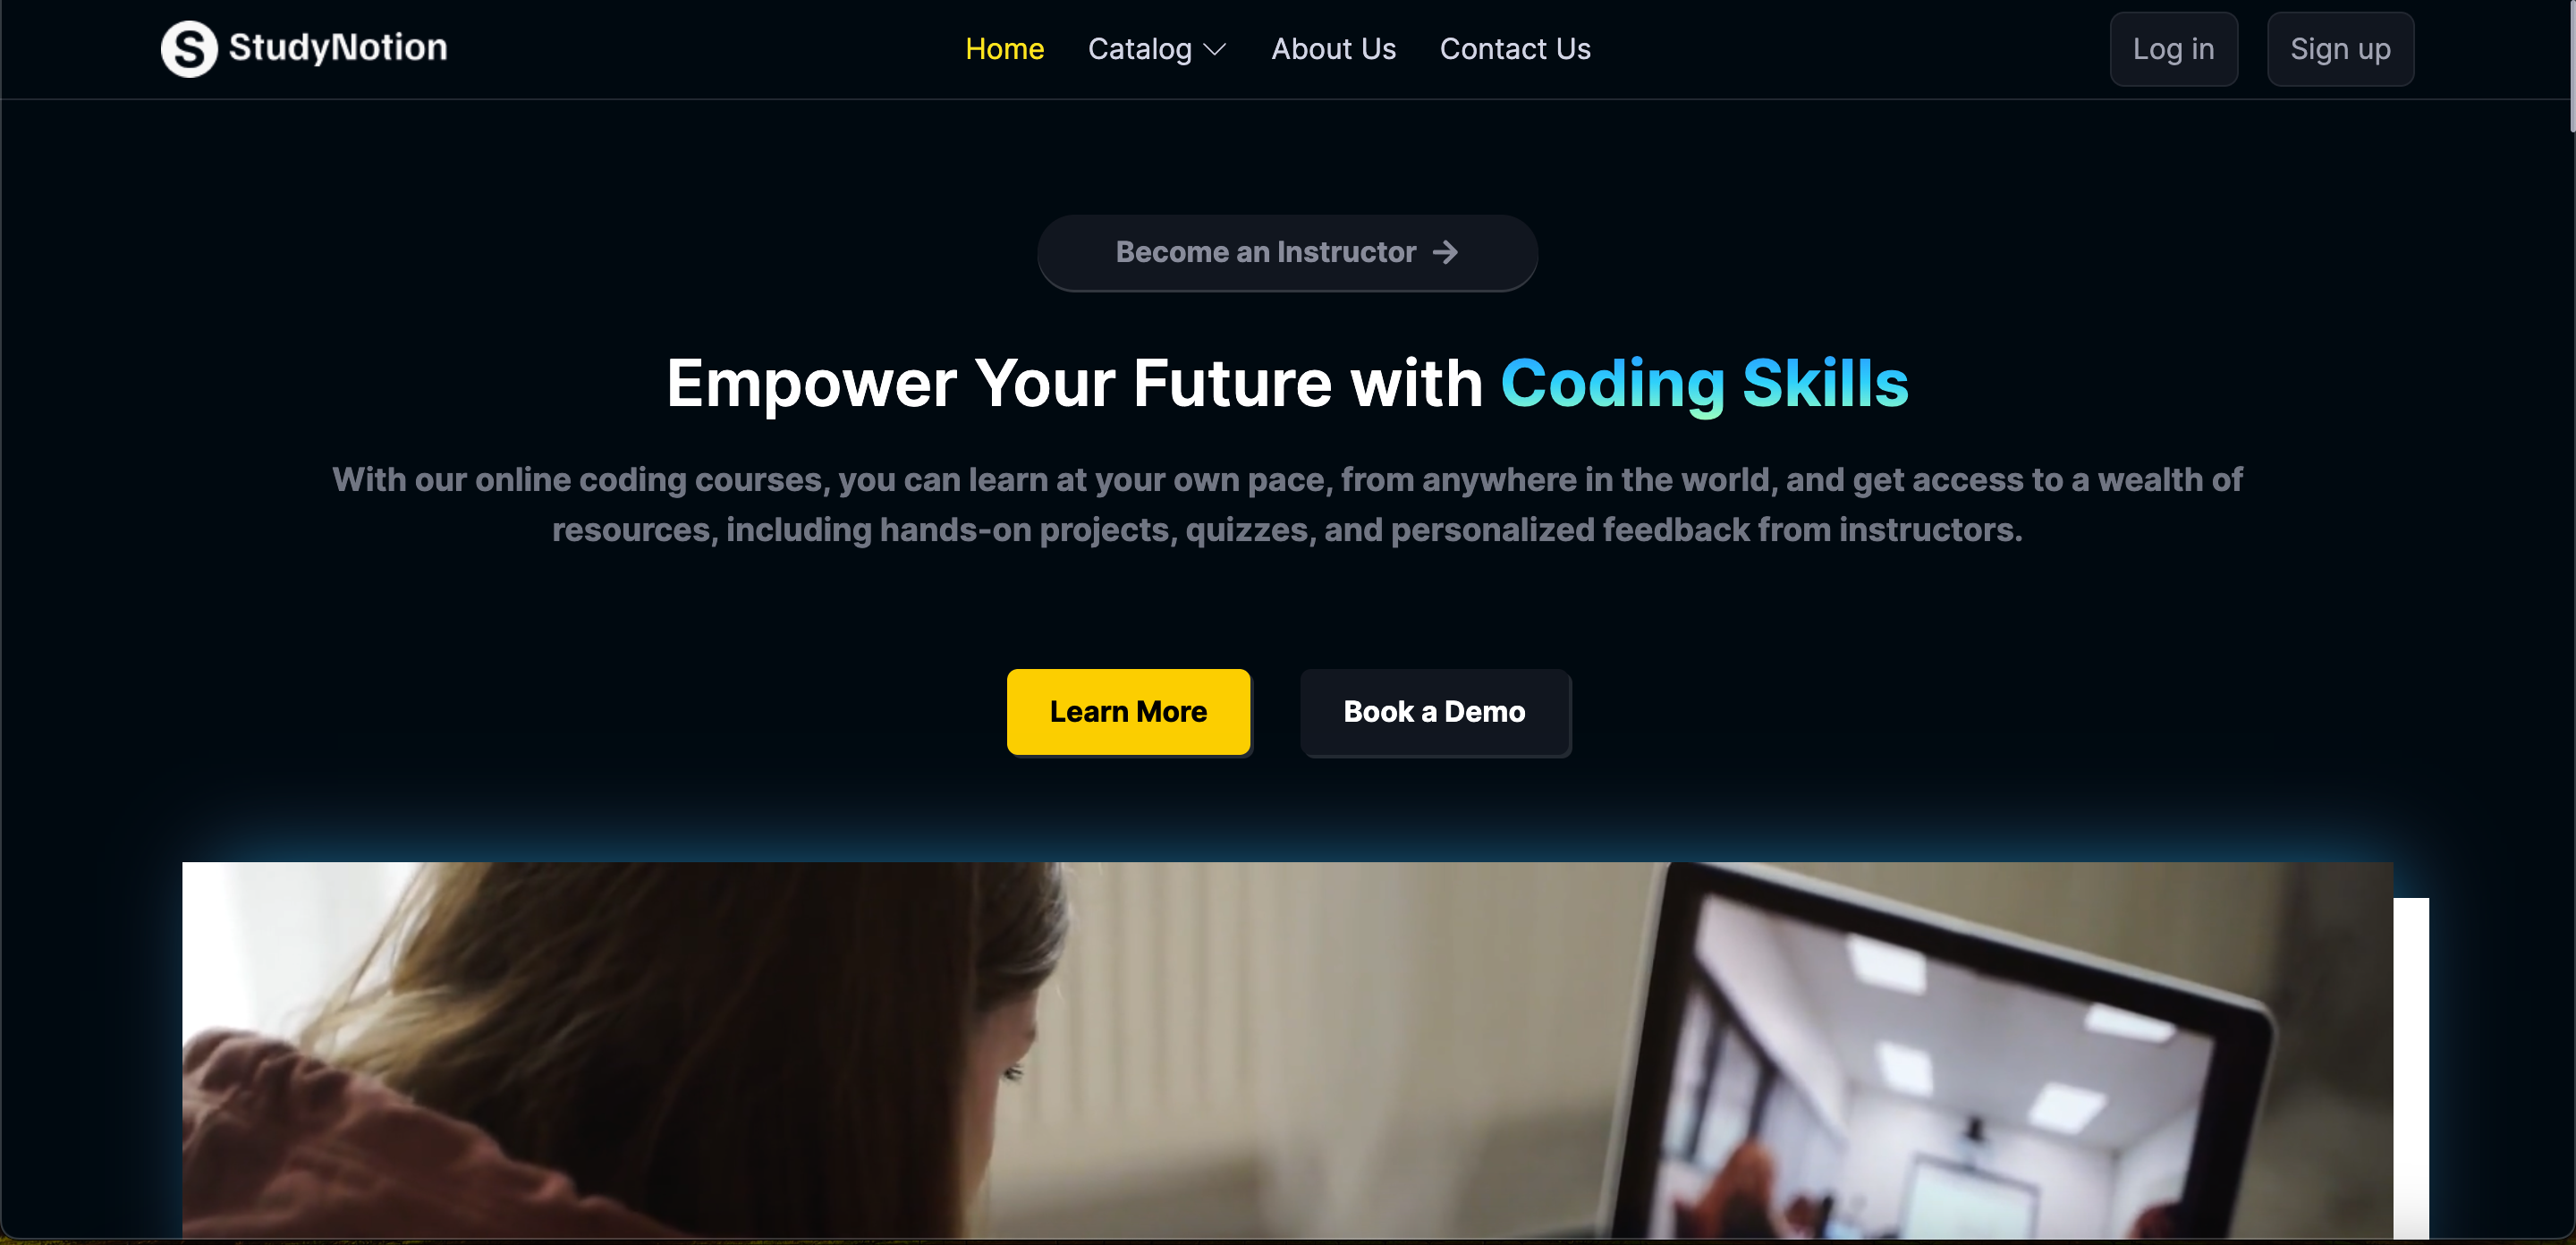 S StudyNotion
Home Catalog About Us Contact Us
Log in Sign up
Become an Instructor →
Empower Your Future with Coding Skills
With our online coding courses, you can learn at your own pace, from anywhere in the world, and get access to a wealth of
resources, including hands-on projects, quizzes, and personalized feedback from instructors.
Learn More Book a Demo